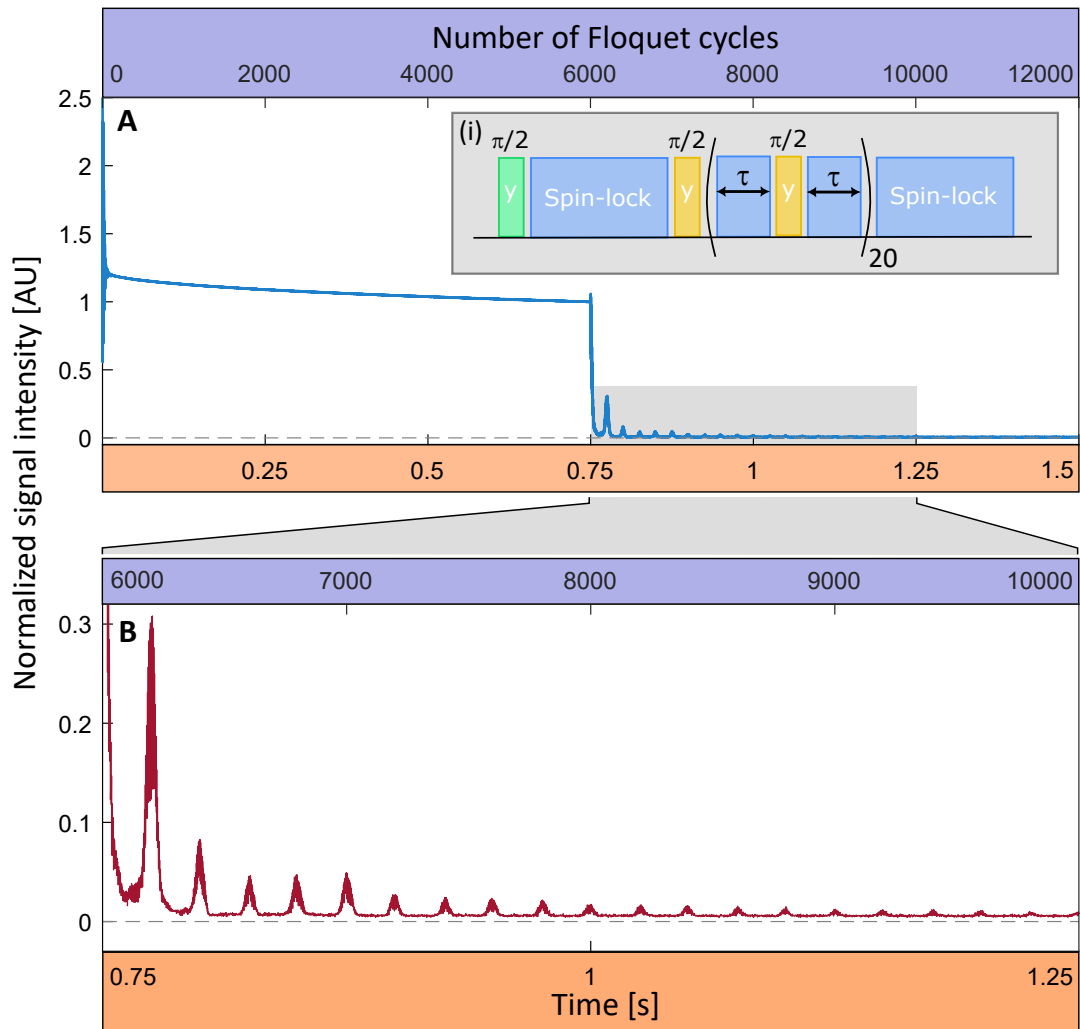 Number of Floquet cycles
0 2000 4000 6000 8000 10000 12000
Normalized signal intensity [AU]
2.5
2
1.5
1
0.5
0
A
(i)
π/2 π/2 π/2
y Spin-lock y τ y τ Spin-lock
20
0.25 0.5 0.75 1 1.25 1.5
6000 7000 8000 9000 10000
B
0.3
0.2
0.1
0
0.75 1 1.25
Time [s]